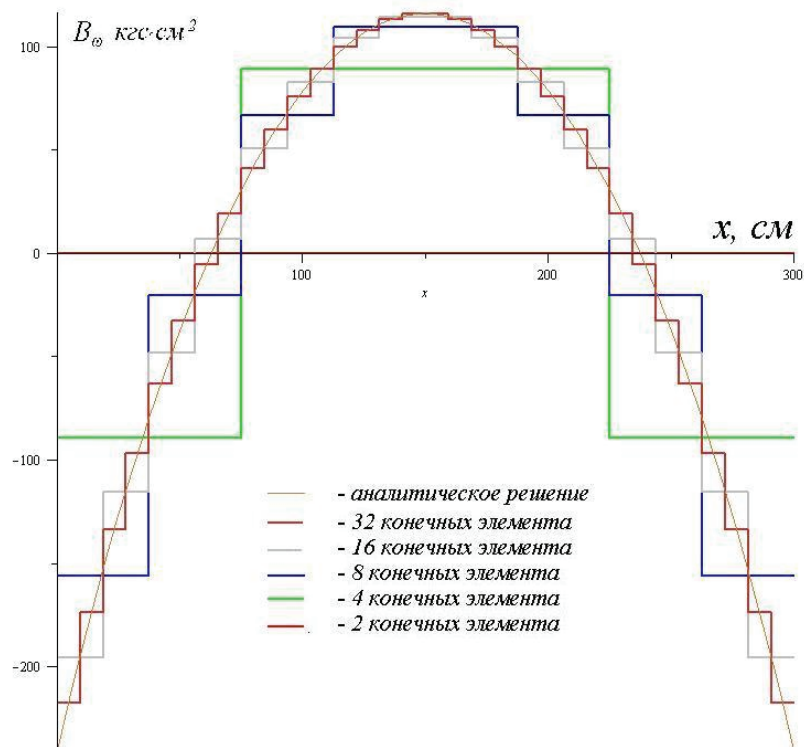 B_ω кгс·см²
100
0
-100
-200
100
200
300
x
x, см
- аналитическое решение
- 32 конечных элемента
- 16 конечных элемента
- 8 конечных элемента
- 4 конечных элемента
- 2 конечных элемента